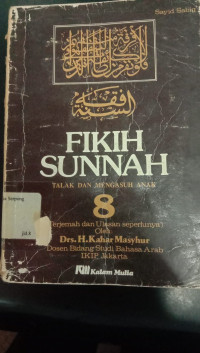 Sayid Sabiq
فقه السنة
FIKIH
SUNNAH
TALAK DAN MENGASUH ANAK
8
Terjemah dan Ulasan seperlunya
Oleh
Drs. H. Kahar Masyhur
Dosen Bidang Studi Bahasa Arab
IKIP Jakarta
Kalam Mulia